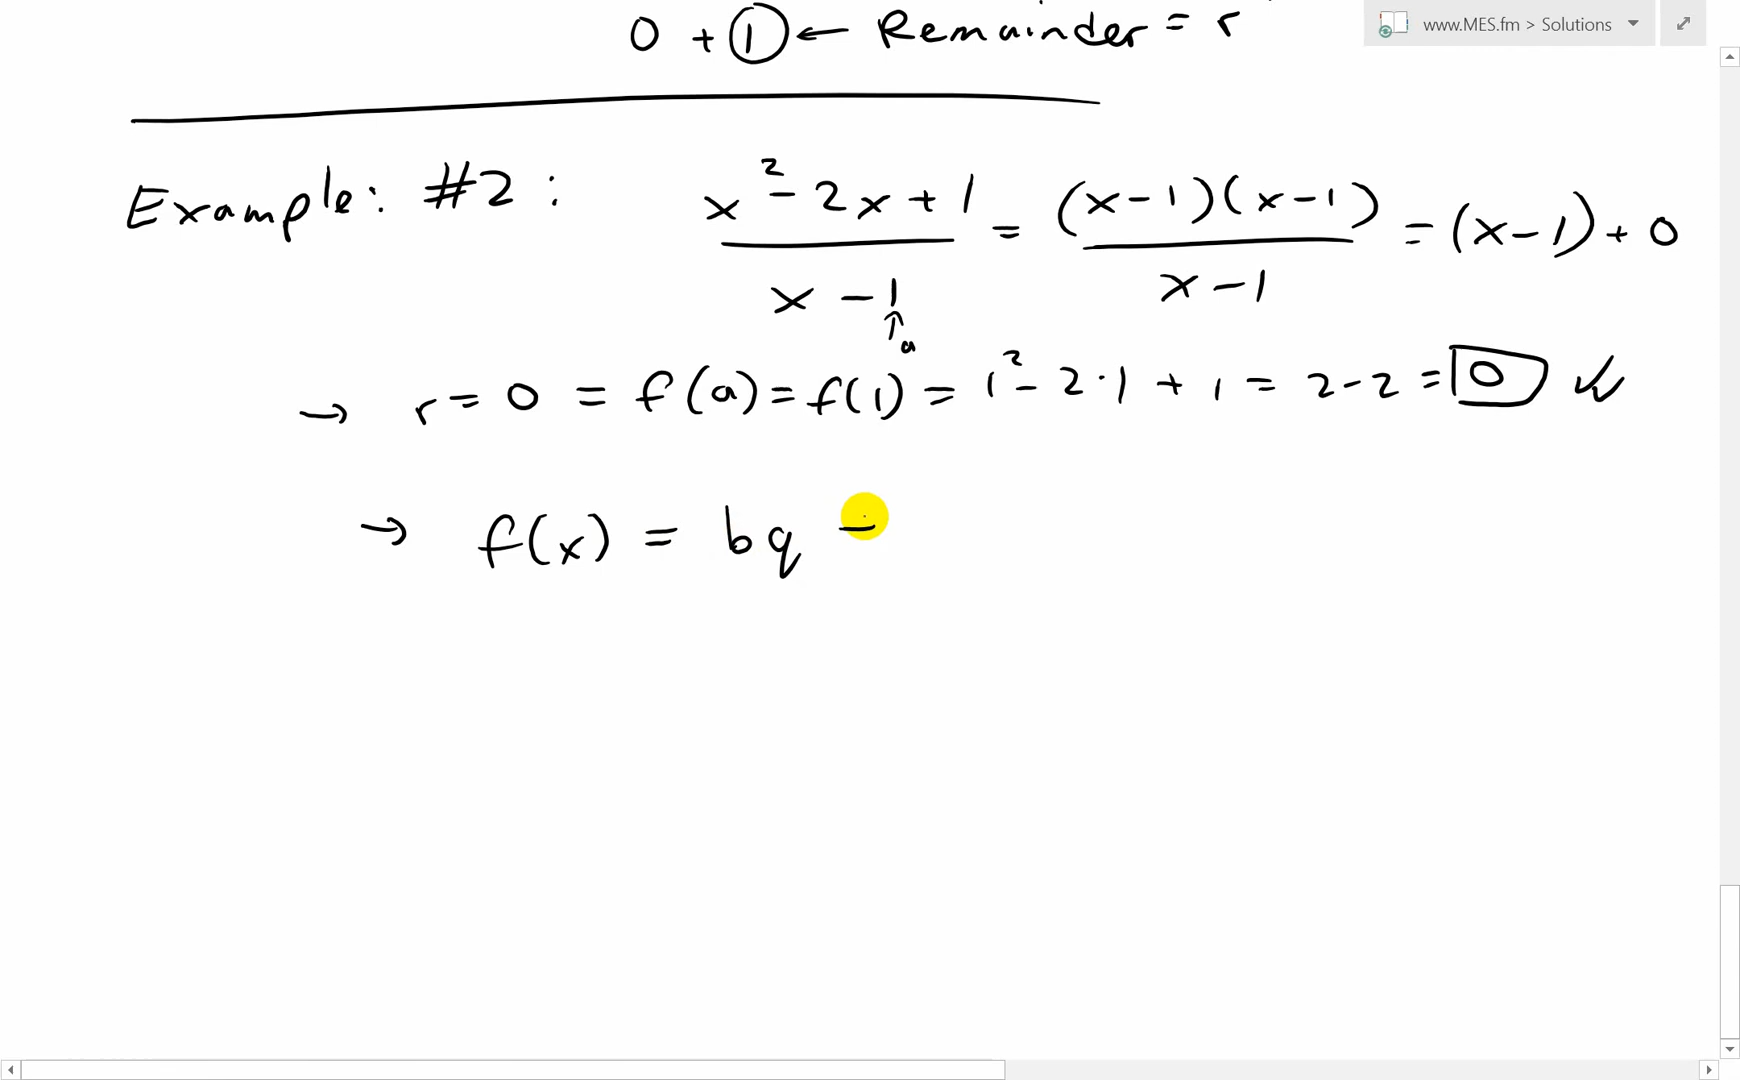 0 + 1 ← Remainder = r
www.MES.fm > Solutions
Example: #2: x² - 2x + 1 / x - 1 = (x-1)(x-1) / x - 1 = (x-1) + 0
↑a
→ r = 0 = f(a) = f(1) = 1² - 2·1 + 1 = 2 - 2 = 0 ✓
→ f(x) = bq -